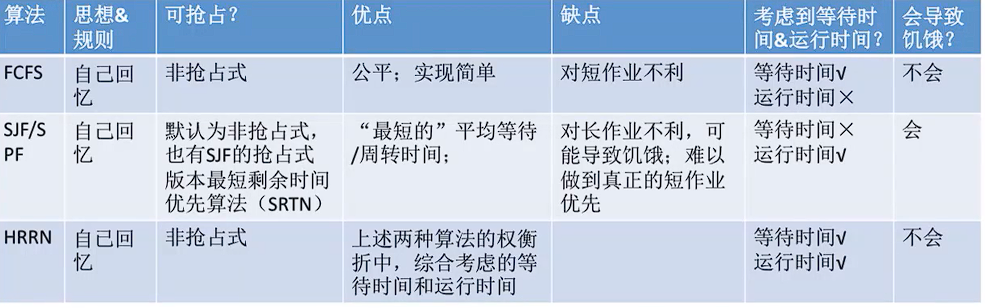 算法 思想& 可抢占？ 优点 缺点 考虑到等待时 会导致
规则 间&运行时间？ 饥饿？
FCFS 自己回 非抢占式 公平；实现简单 对短作业不利 等待时间√ 不会
忆 运行时间×
SJF/S 自己回 默认为非抢占式， “最短的”平均等待 对长作业不利，可 等待时间× 会
PF 忆 也有SJF的抢占式 /周转时间； 能导致饥饿；难以 运行时间√
版本最短剩余时间 做到真正的短作业
优先算法（SRTN） 优先
HRRN 自己回 非抢占式 上述两种算法的权衡 等待时间√ 不会
忆 折中，综合考虑的等 运行时间√
待时间和运行时间